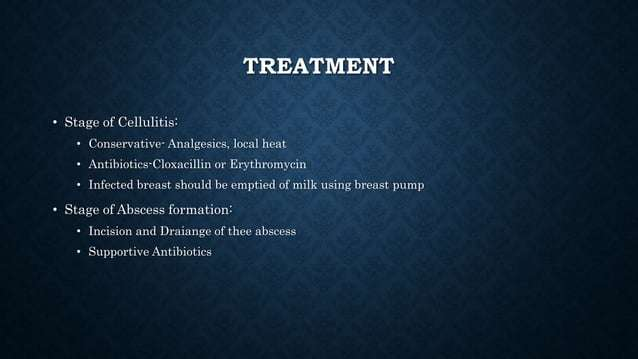 TREATMENT
• Stage of Cellulitis:
• Conservative- Analgesics, local heat
• Antibiotics-Cloxacillin or Erythromycin
• Infected breast should be emptied of milk using breast pump
• Stage of Abscess formation:
• Incision and Draiange of thee abscess
• Supportive Antibiotics